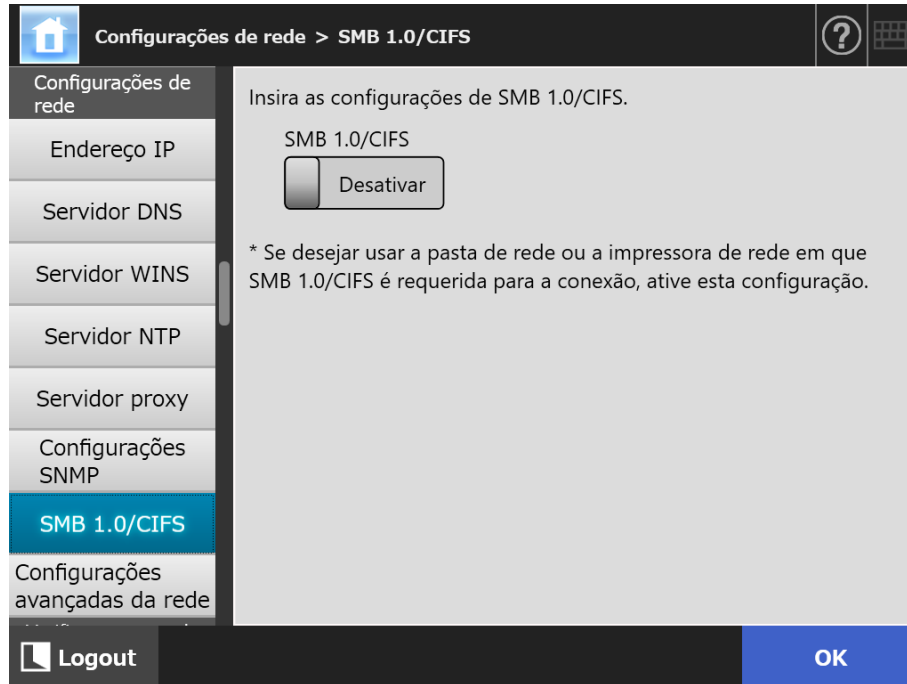 Configurações de rede > SMB 1.0/CIFS
Configurações de
rede
Endereço IP
Servidor DNS
Servidor WINS
Servidor NTP
Servidor proxy
Configurações
SNMP
SMB 1.0/CIFS
Configurações
avançadas da rede
Insira as configurações de SMB 1.0/CIFS.
SMB 1.0/CIFS
Desativar
* Se desejar usar a pasta de rede ou a impressora de rede em que
SMB 1.0/CIFS é requerida para a conexão, ative esta configuração.
Logout
OK